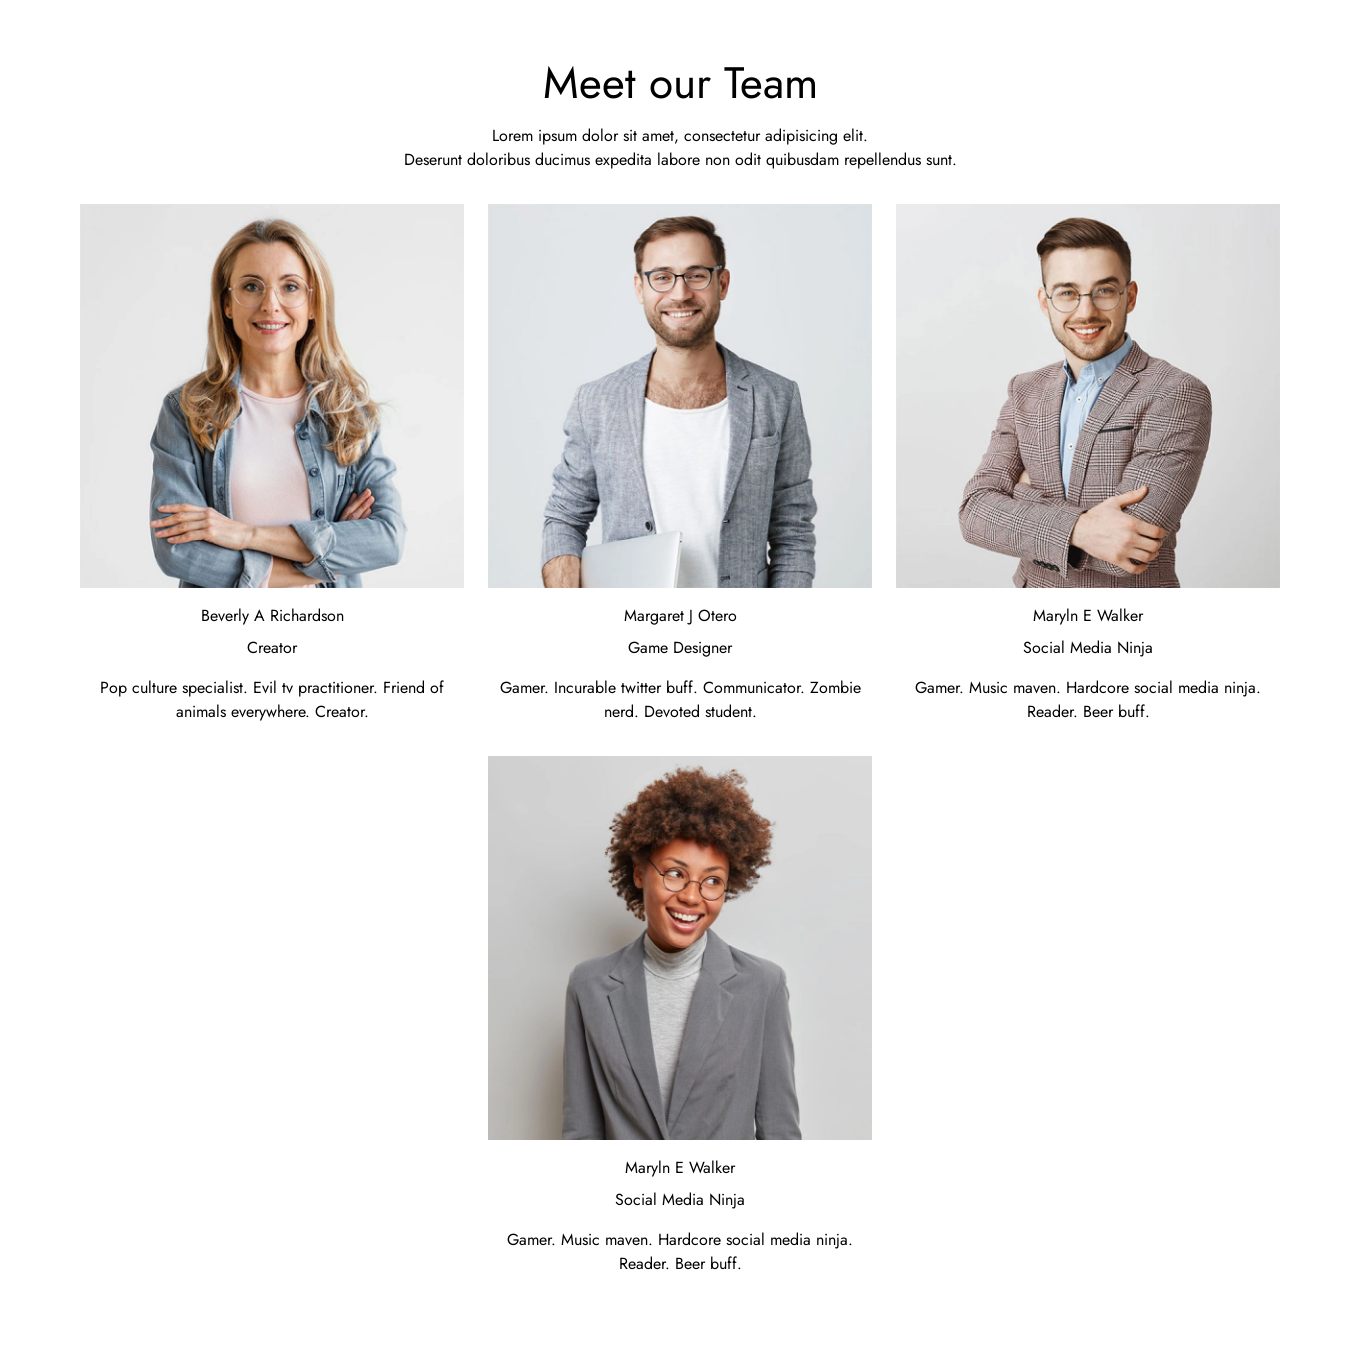 Meet our Team
Lorem ipsum dolor sit amet, consectetur adipisicing elit.
Deserunt doloribus ducimus expedita labore non odit quibusdam repellendus sunt.
Beverly A Richardson
Creator
Pop culture specialist. Evil tv practitioner. Friend of
animals everywhere. Creator.
Margaret J Otero
Game Designer
Gamer. Incurable twitter buff. Communicator. Zombie
nerd. Devoted student.
Maryln E Walker
Social Media Ninja
Gamer. Music maven. Hardcore social media ninja.
Reader. Beer buff.
Maryln E Walker
Social Media Ninja
Gamer. Music maven. Hardcore social media ninja.
Reader. Beer buff.